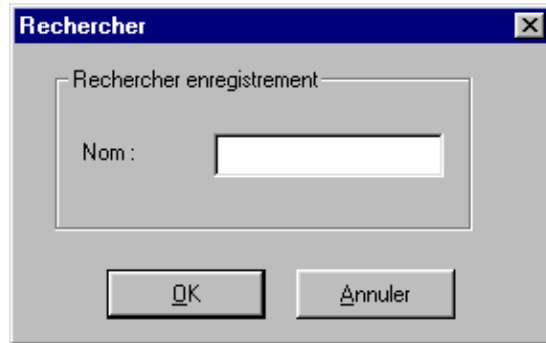 Rechercher
Rechercher enregistrement
Nom :
OK
Annuler